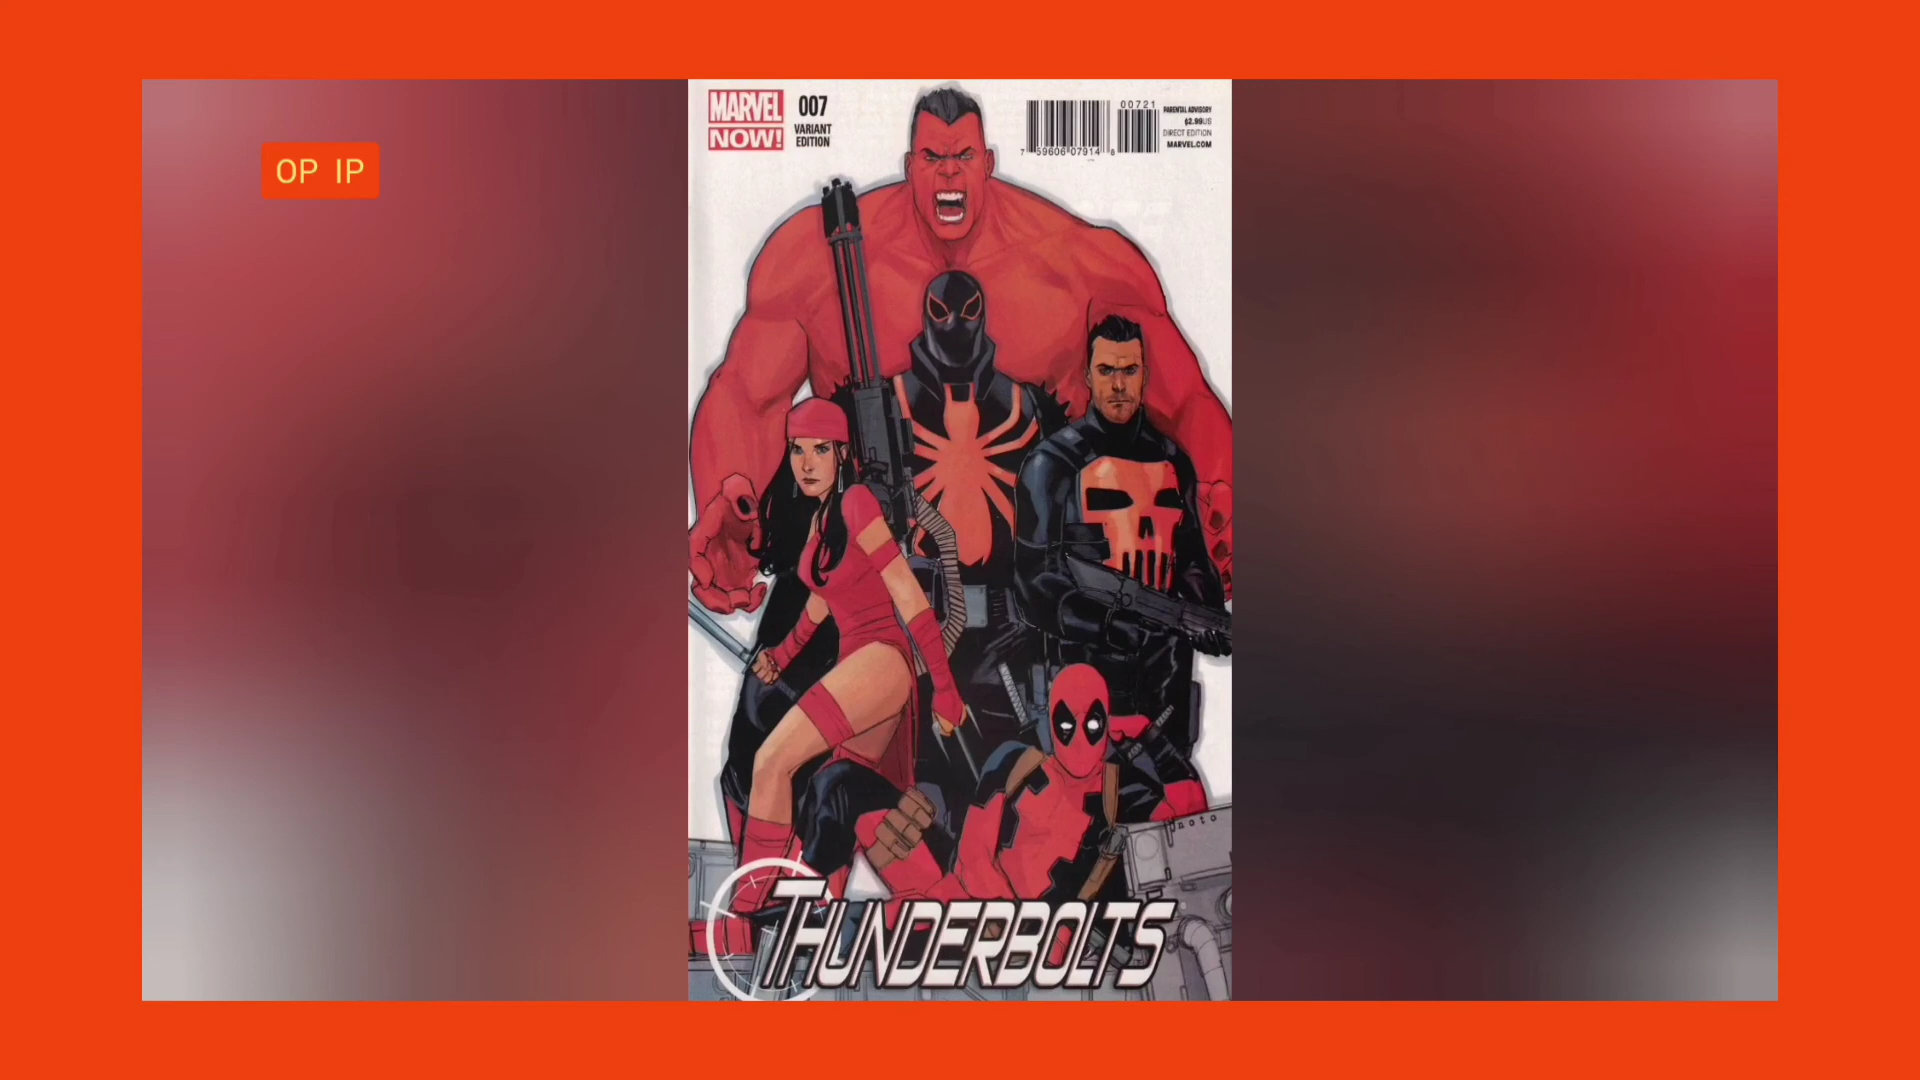 OP IP
MARVEL
NOW!
007
VARIANT
EDITION
00721
7 59606 07914 8
PARENTAL ADVISORY
$2.99US
DIRECT EDITION
MARVEL.COM
noto
THUNDERBOLTS